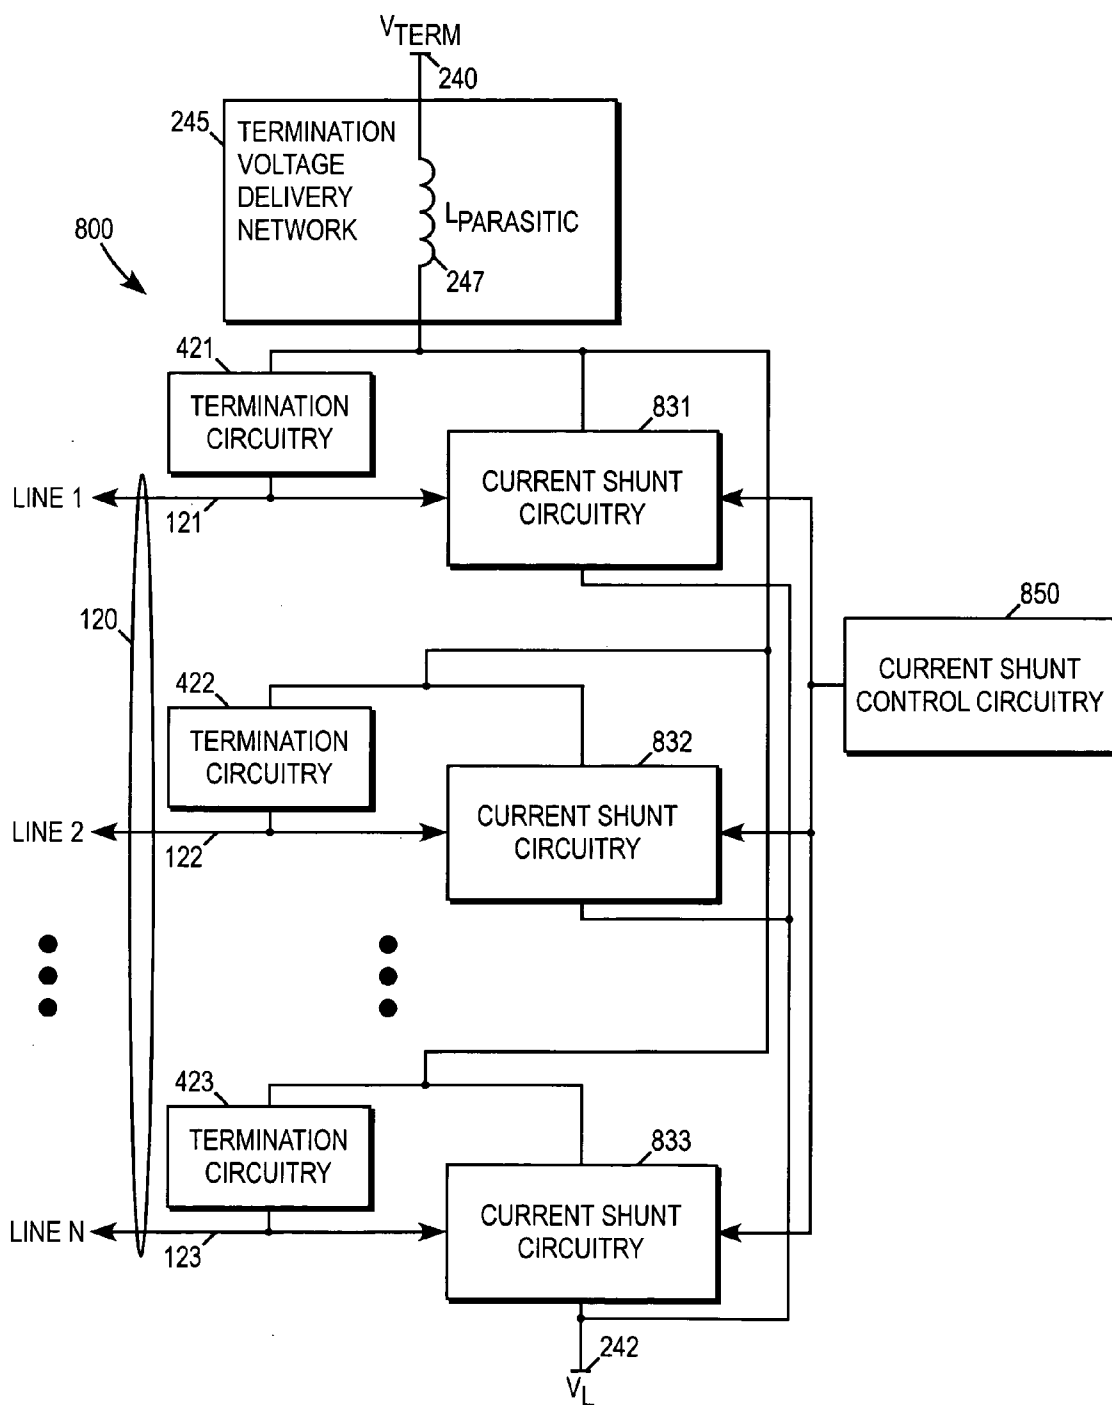 VTERM
240
245
TERMINATION
VOLTAGE
DELIVERY
NETWORK
LPARASITIC
247
800
421
TERMINATION
CIRCUITRY
831
CURRENT SHUNT
CIRCUITRY
LINE 1
121
120
850
CURRENT SHUNT
CONTROL CIRCUITRY
422
TERMINATION
CIRCUITRY
832
CURRENT SHUNT
CIRCUITRY
LINE 2
122
423
TERMINATION
CIRCUITRY
833
CURRENT SHUNT
CIRCUITRY
LINE N
123
242
VL